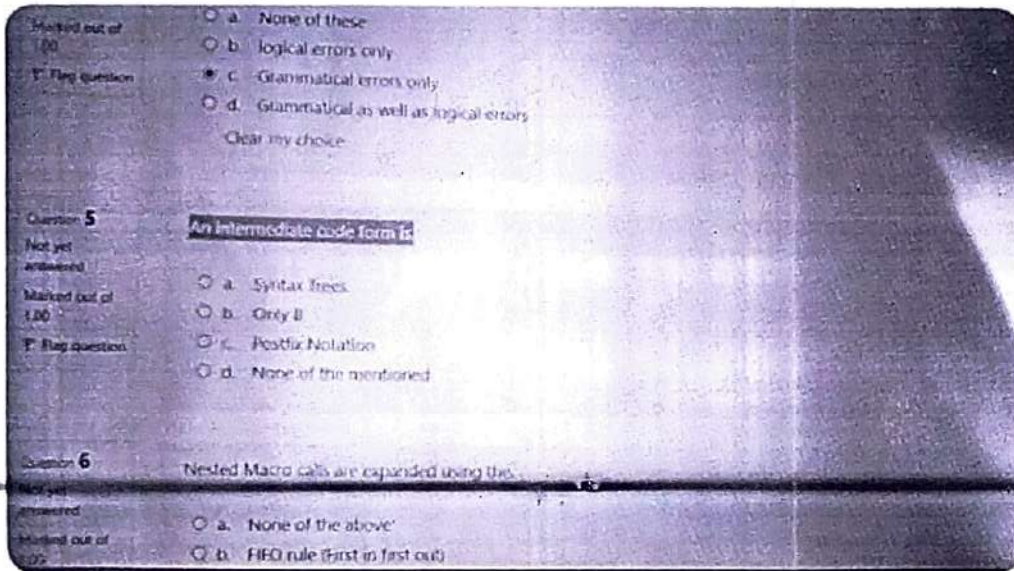 Marked out of
1.00
Flag question
a. None of these
b. logical errors only
c. Grammatical errors only
d. Grammatical as well as logical errors
Clear my choice
Question 5
Not yet
answered
Marked out of
1.00
Flag question
An intermediate code form is
a. Syntax Trees
b. Only B
c. Postfix Notation
d. None of the mentioned
Question 6
Not yet
answered
Marked out of
Nested Macro calls are expanded using the
a. 'None of the above'
b. FIFO rule (First in first out)